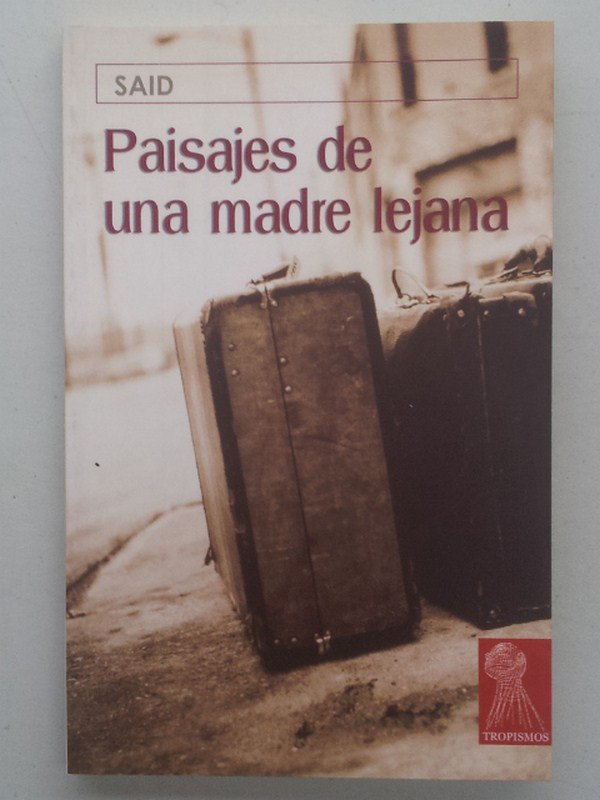 SAID
Paisajes de
una madre lejana
TROPISMOS